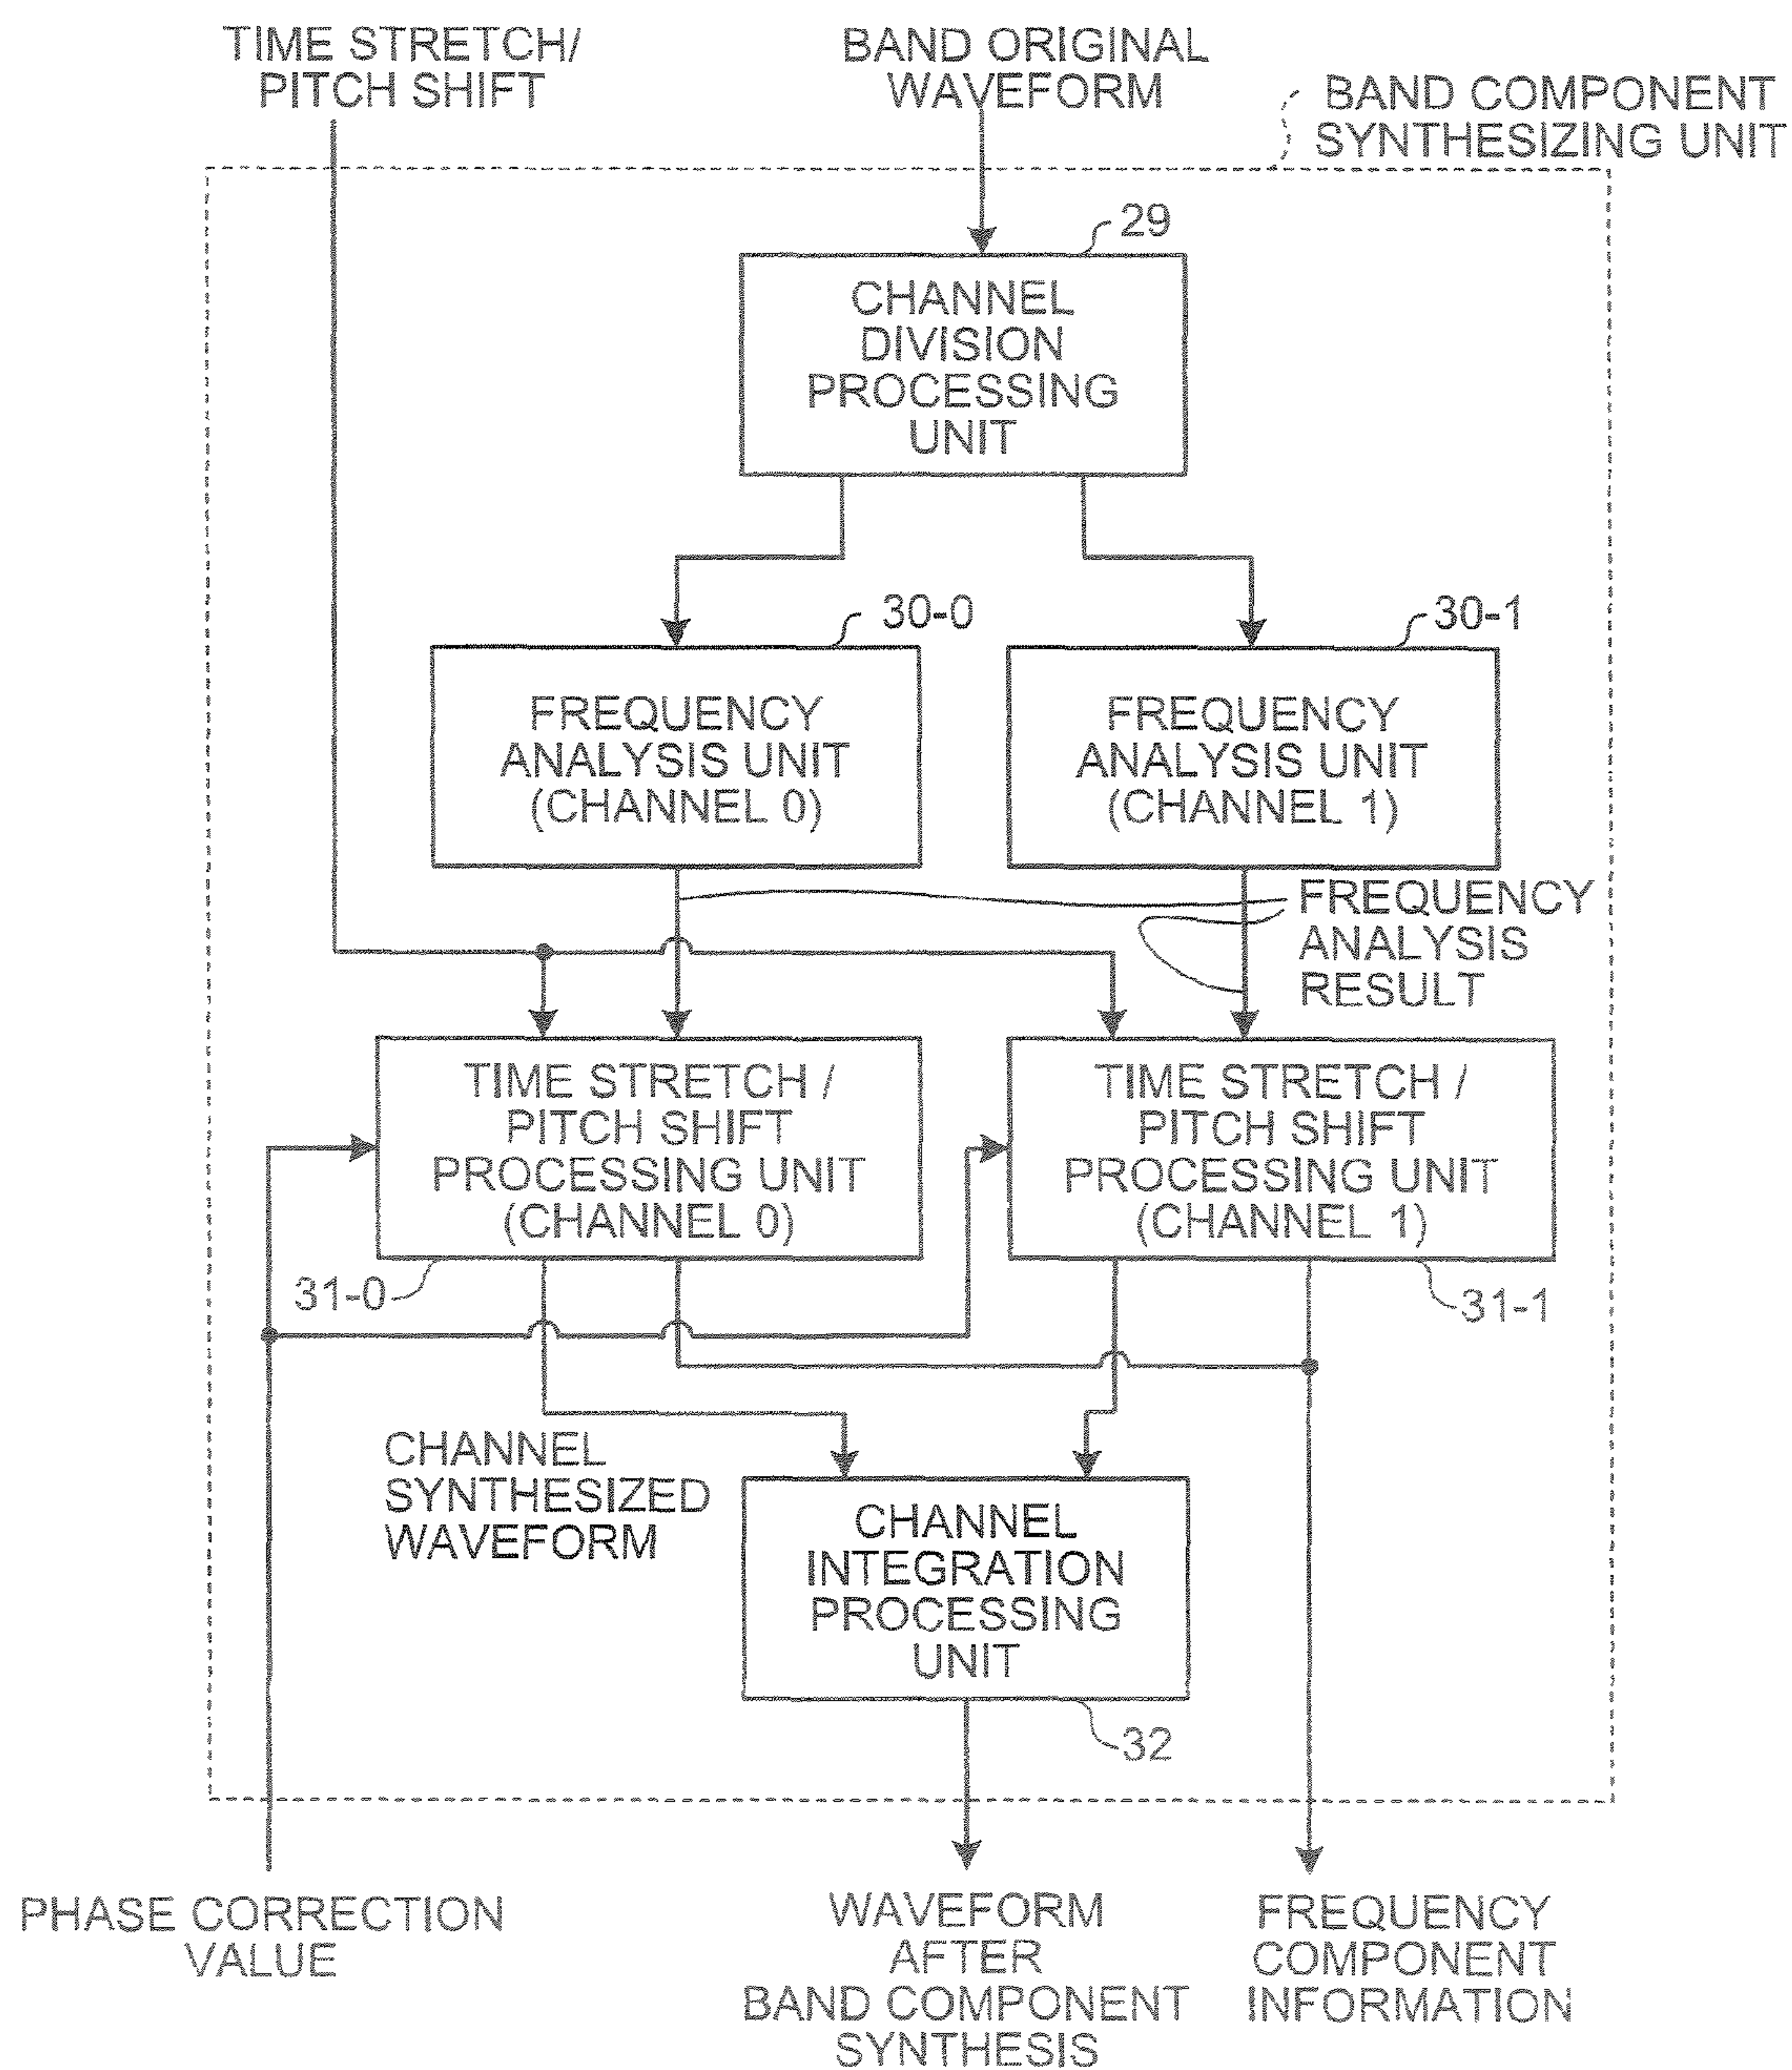 TIME STRETCH/
PITCH SHIFT
BAND ORIGINAL
WAVEFORM
BAND COMPONENT
SYNTHESIZING UNIT
29
CHANNEL
DIVISION
PROCESSING
UNIT
30-0
30-1
FREQUENCY
ANALYSIS UNIT
(CHANNEL 0)
FREQUENCY
ANALYSIS UNIT
(CHANNEL 1)
FREQUENCY
ANALYSIS
RESULT
TIME STRETCH /
PITCH SHIFT
PROCESSING UNIT
(CHANNEL 0)
TIME STRETCH /
PITCH SHIFT
PROCESSING UNIT
(CHANNEL 1)
31-0
31-1
CHANNEL
SYNTHESIZED
WAVEFORM
CHANNEL
INTEGRATION
PROCESSING
UNIT
32
PHASE CORRECTION
VALUE
WAVEFORM
AFTER
BAND COMPONENT
SYNTHESIS
FREQUENCY
COMPONENT
INFORMATION